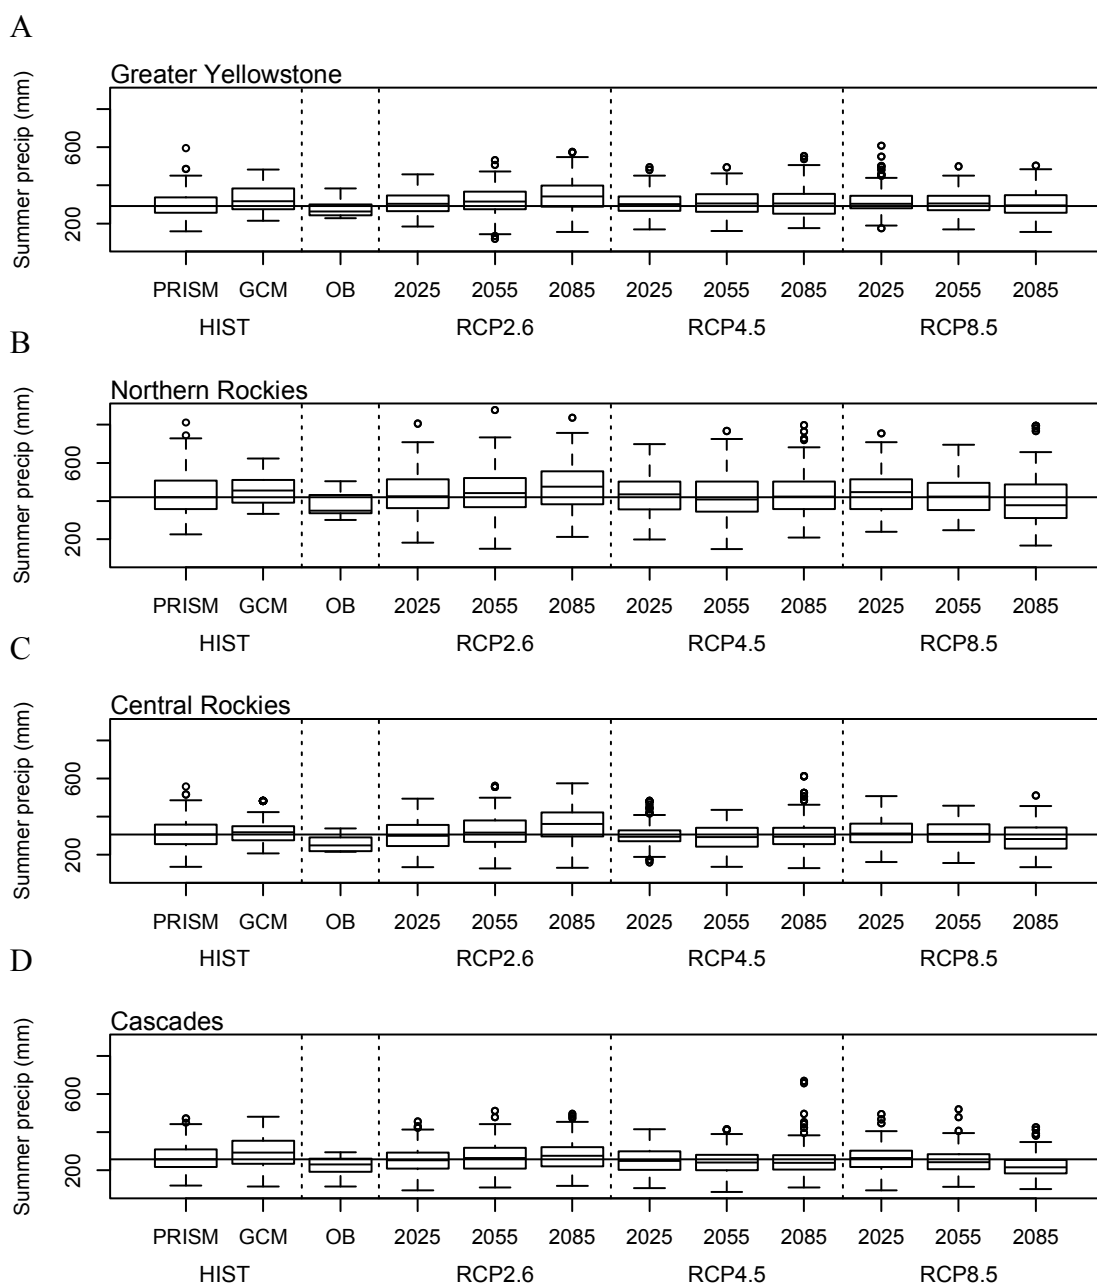 A
Greater Yellowstone
Summer precip (mm)
600
200
PRISM GCM OB 2025 2055 2085 2025 2055 2085 2025 2055 2085
HIST RCP2.6 RCP4.5 RCP8.5
B
Northern Rockies
Summer precip (mm)
600
200
PRISM GCM OB 2025 2055 2085 2025 2055 2085 2025 2055 2085
HIST RCP2.6 RCP4.5 RCP8.5
C
Central Rockies
Summer precip (mm)
600
200
PRISM GCM OB 2025 2055 2085 2025 2055 2085 2025 2055 2085
HIST RCP2.6 RCP4.5 RCP8.5
D
Cascades
Summer precip (mm)
600
200
PRISM GCM OB 2025 2055 2085 2025 2055 2085 2025 2055 2085
HIST RCP2.6 RCP4.5 RCP8.5